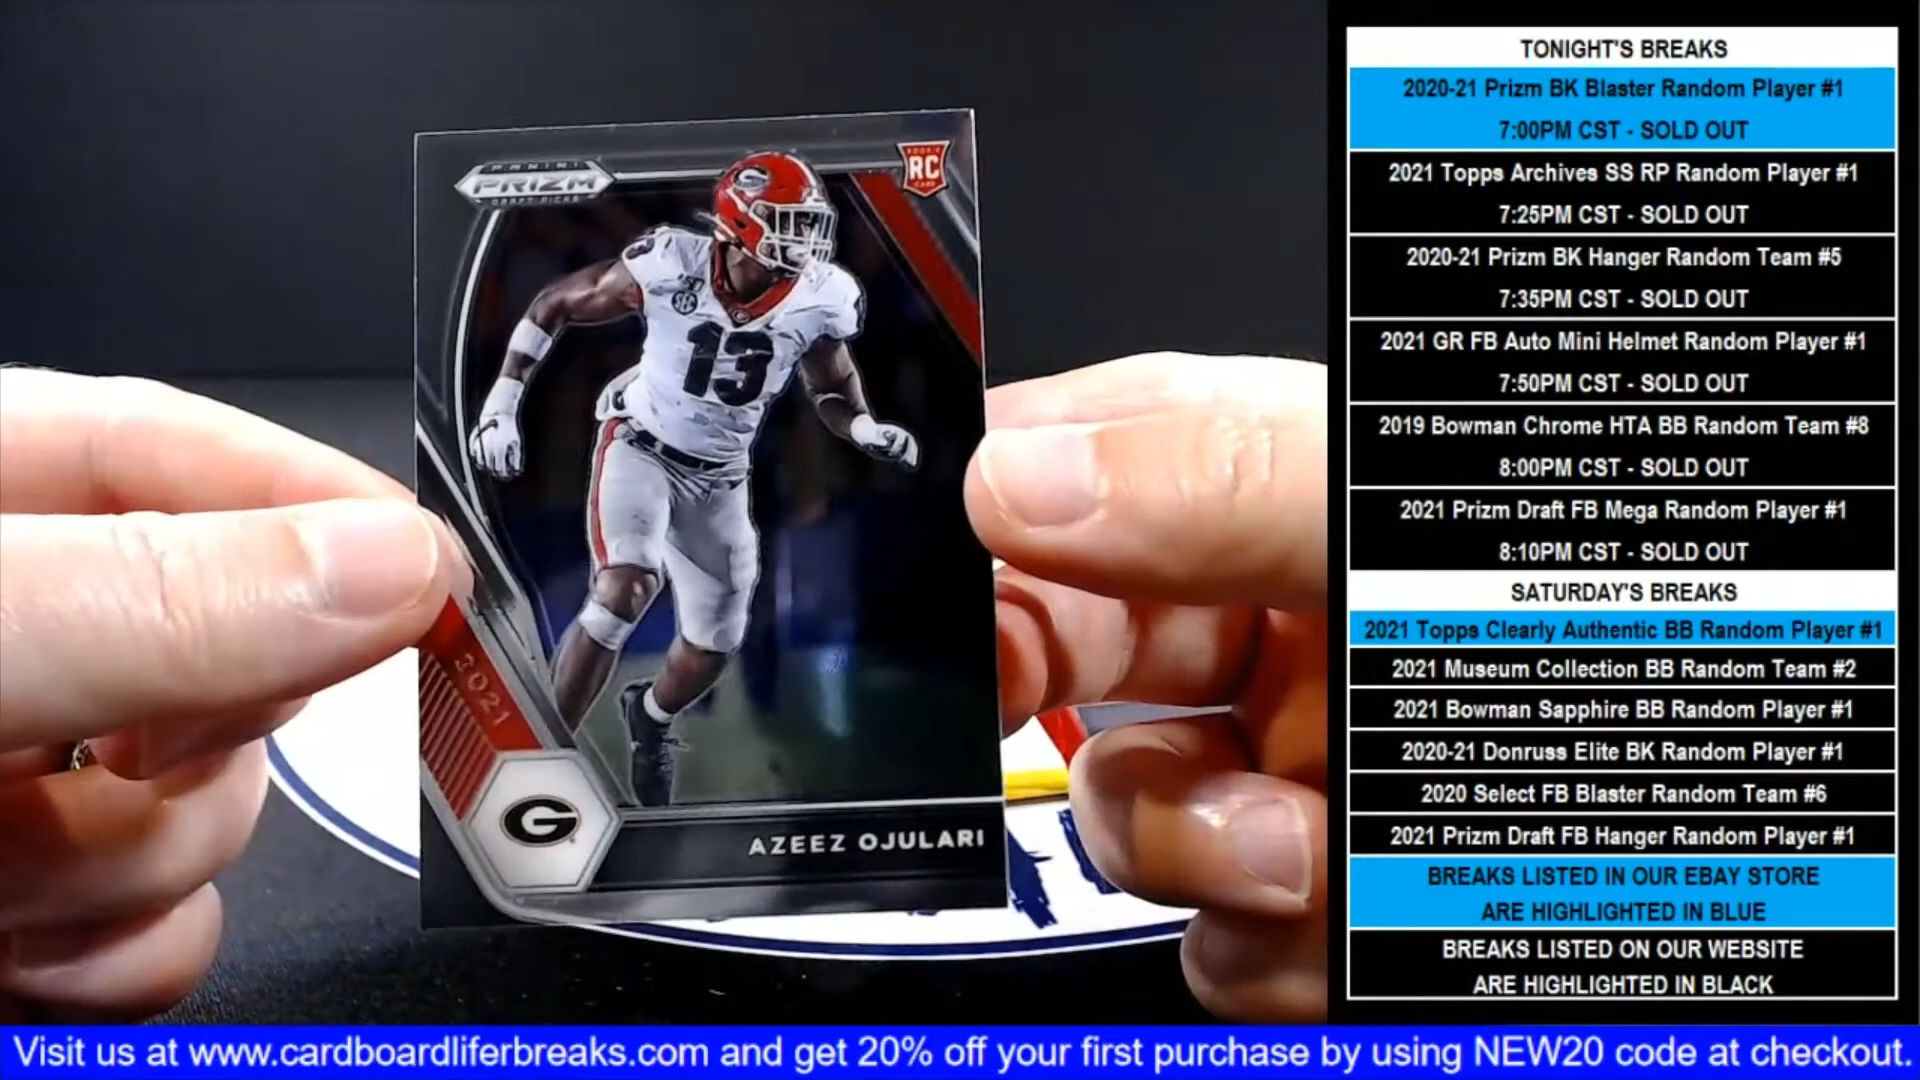 PANINI
PRIZM
DRAFT PICKS
ROOKIE
RC
CARD
13
SEC
13
2021
G
AZEEZ OJULARI
TONIGHT'S BREAKS
2020-21 Prizm BK Blaster Random Player #1
7:00PM CST - SOLD OUT
2021 Topps Archives SS RP Random Player #1
7:25PM CST - SOLD OUT
2020-21 Prizm BK Hanger Random Team #5
7:35PM CST - SOLD OUT
2021 GR FB Auto Mini Helmet Random Player #1
7:50PM CST - SOLD OUT
2019 Bowman Chrome HTA BB Random Team #8
8:00PM CST - SOLD OUT
2021 Prizm Draft FB Mega Random Player #1
8:10PM CST - SOLD OUT
SATURDAY'S BREAKS
2021 Topps Clearly Authentic BB Random Player #1
2021 Museum Collection BB Random Team #2
2021 Bowman Sapphire BB Random Player #1
2020-21 Donruss Elite BK Random Player #1
2020 Select FB Blaster Random Team #6
2021 Prizm Draft FB Hanger Random Player #1
BREAKS LISTED IN OUR EBAY STORE
ARE HIGHLIGHTED IN BLUE
BREAKS LISTED ON OUR WEBSITE
ARE HIGHLIGHTED IN BLACK
Visit us at www.cardboardliferbreaks.com and get 20% off your first purchase by using NEW20 code at checkout.